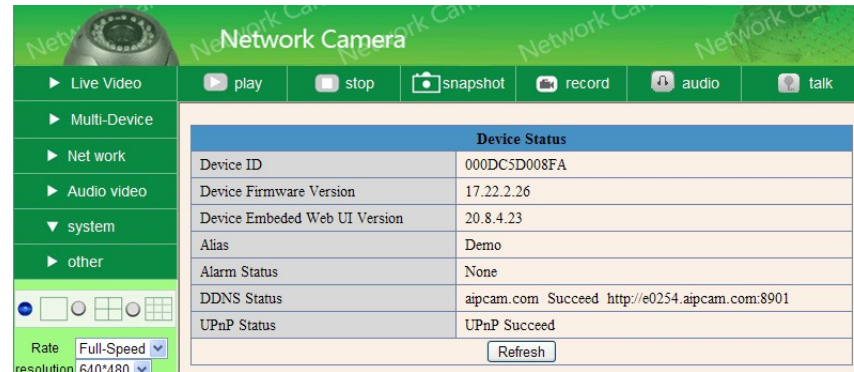 Network Camera
Live Video
play
stop
snapshot
record
audio
talk
Multi-Device
Net work
Audio video
system
other
Device Status
Device ID 000DC5D008FA
Device Firmware Version 17.22.2.26
Device Embeded Web UI Version 20.8.4.23
Alias Demo
Alarm Status None
DDNS Status aipcam.com Succeed http://e0254.aipcam.com:8901
UPnP Status UPnP Succeed
Refresh
Rate Full-Speed
resolution 640*480